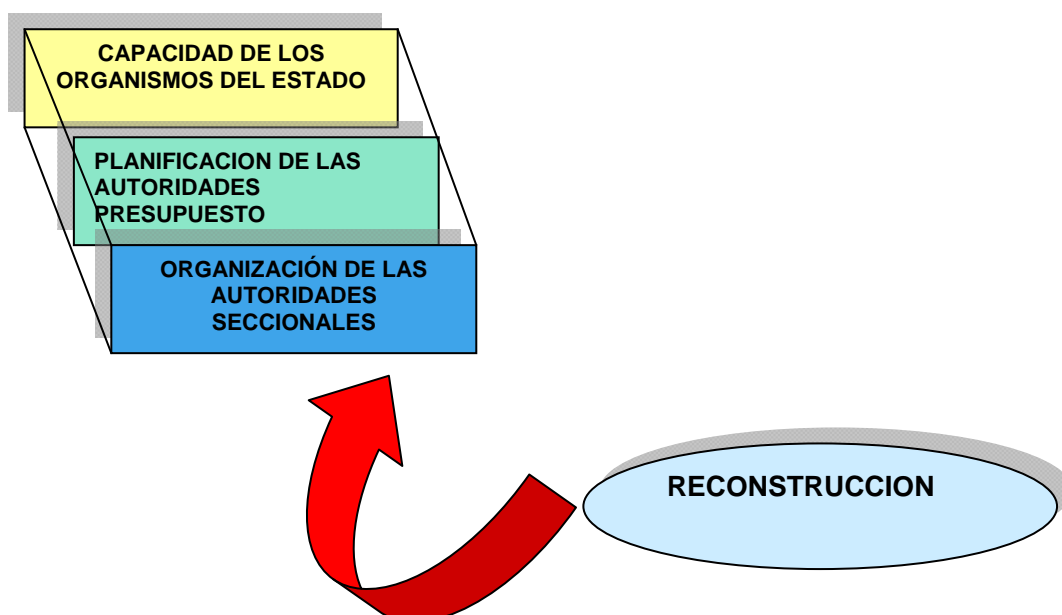 CAPACIDAD DE LOS
ORGANISMOS DEL ESTADO
PLANIFICACION DE LAS
AUTORIDADES
PRESUPUESTO
ORGANIZACIÓN DE LAS
AUTORIDADES
SECCIONALES
RECONSTRUCCION